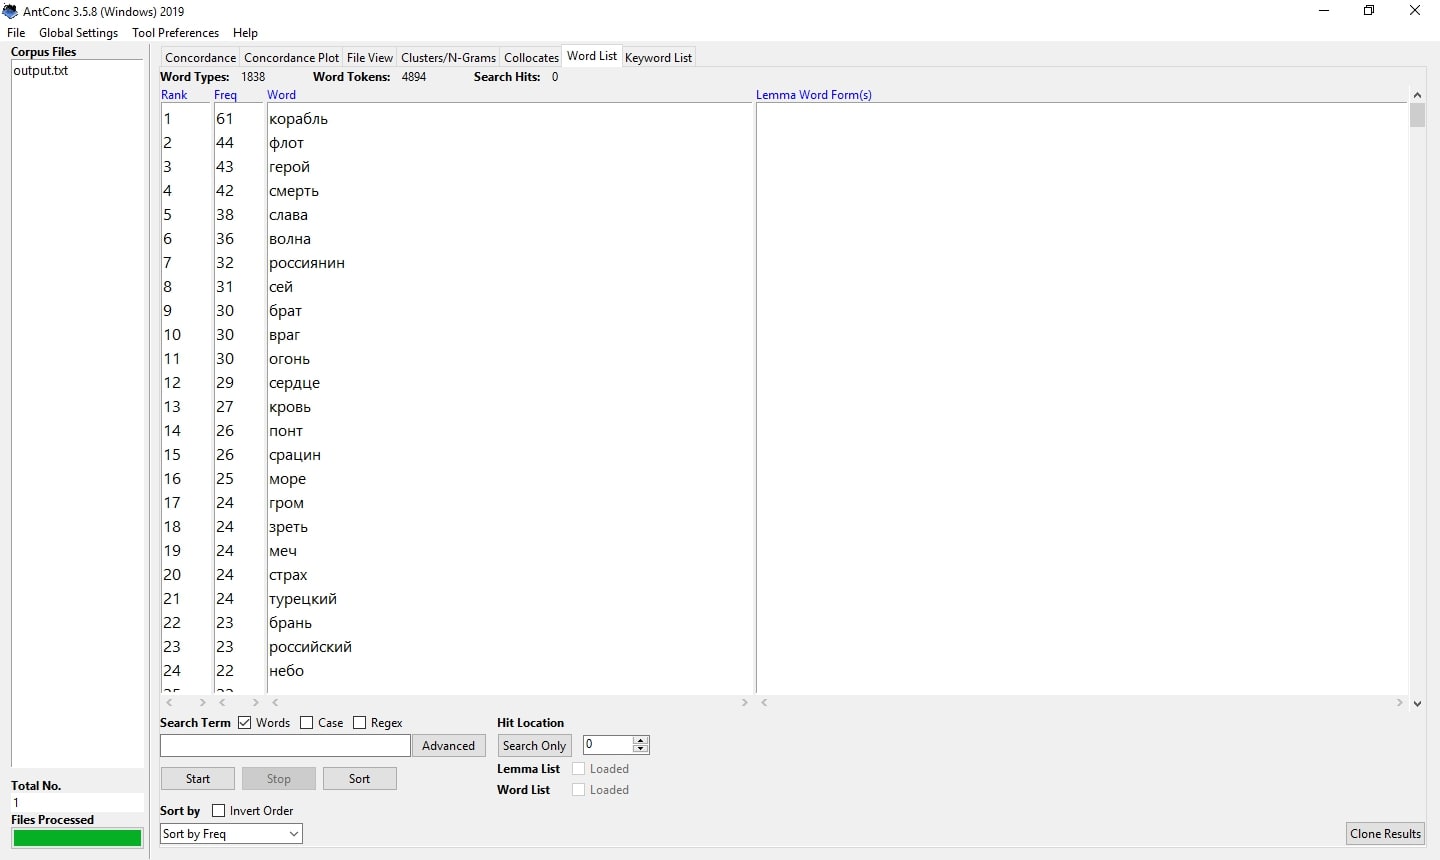 AntConc 3.5.8 (Windows) 2019
File Global Settings Tool Preferences Help
Corpus Files
output.txt
Concordance Concordance Plot File View Clusters/N-Grams Collocates Word List Keyword List
Word Types: 1838 Word Tokens: 4894 Search Hits: 0
Rank Freq Word Lemma Word Form(s)
1 61 корабль
2 44 флот
3 43 герой
4 42 смерть
5 38 слава
6 36 волна
7 32 россиянин
8 31 сей
9 30 брат
10 30 враг
11 30 огонь
12 29 сердце
13 27 кровь
14 26 понт
15 26 срацин
16 25 море
17 24 гром
18 24 зреть
19 24 меч
20 24 страх
21 24 турецкий
22 23 брань
23 23 российский
24 22 небо
Search Term Words Case Regex Hit Location
Advanced Search Only 0
Start Stop Sort Lemma List Loaded
Word List Loaded
Sort by Invert Order
Sort by Freq
Total No.
1
Files Processed
Clone Results